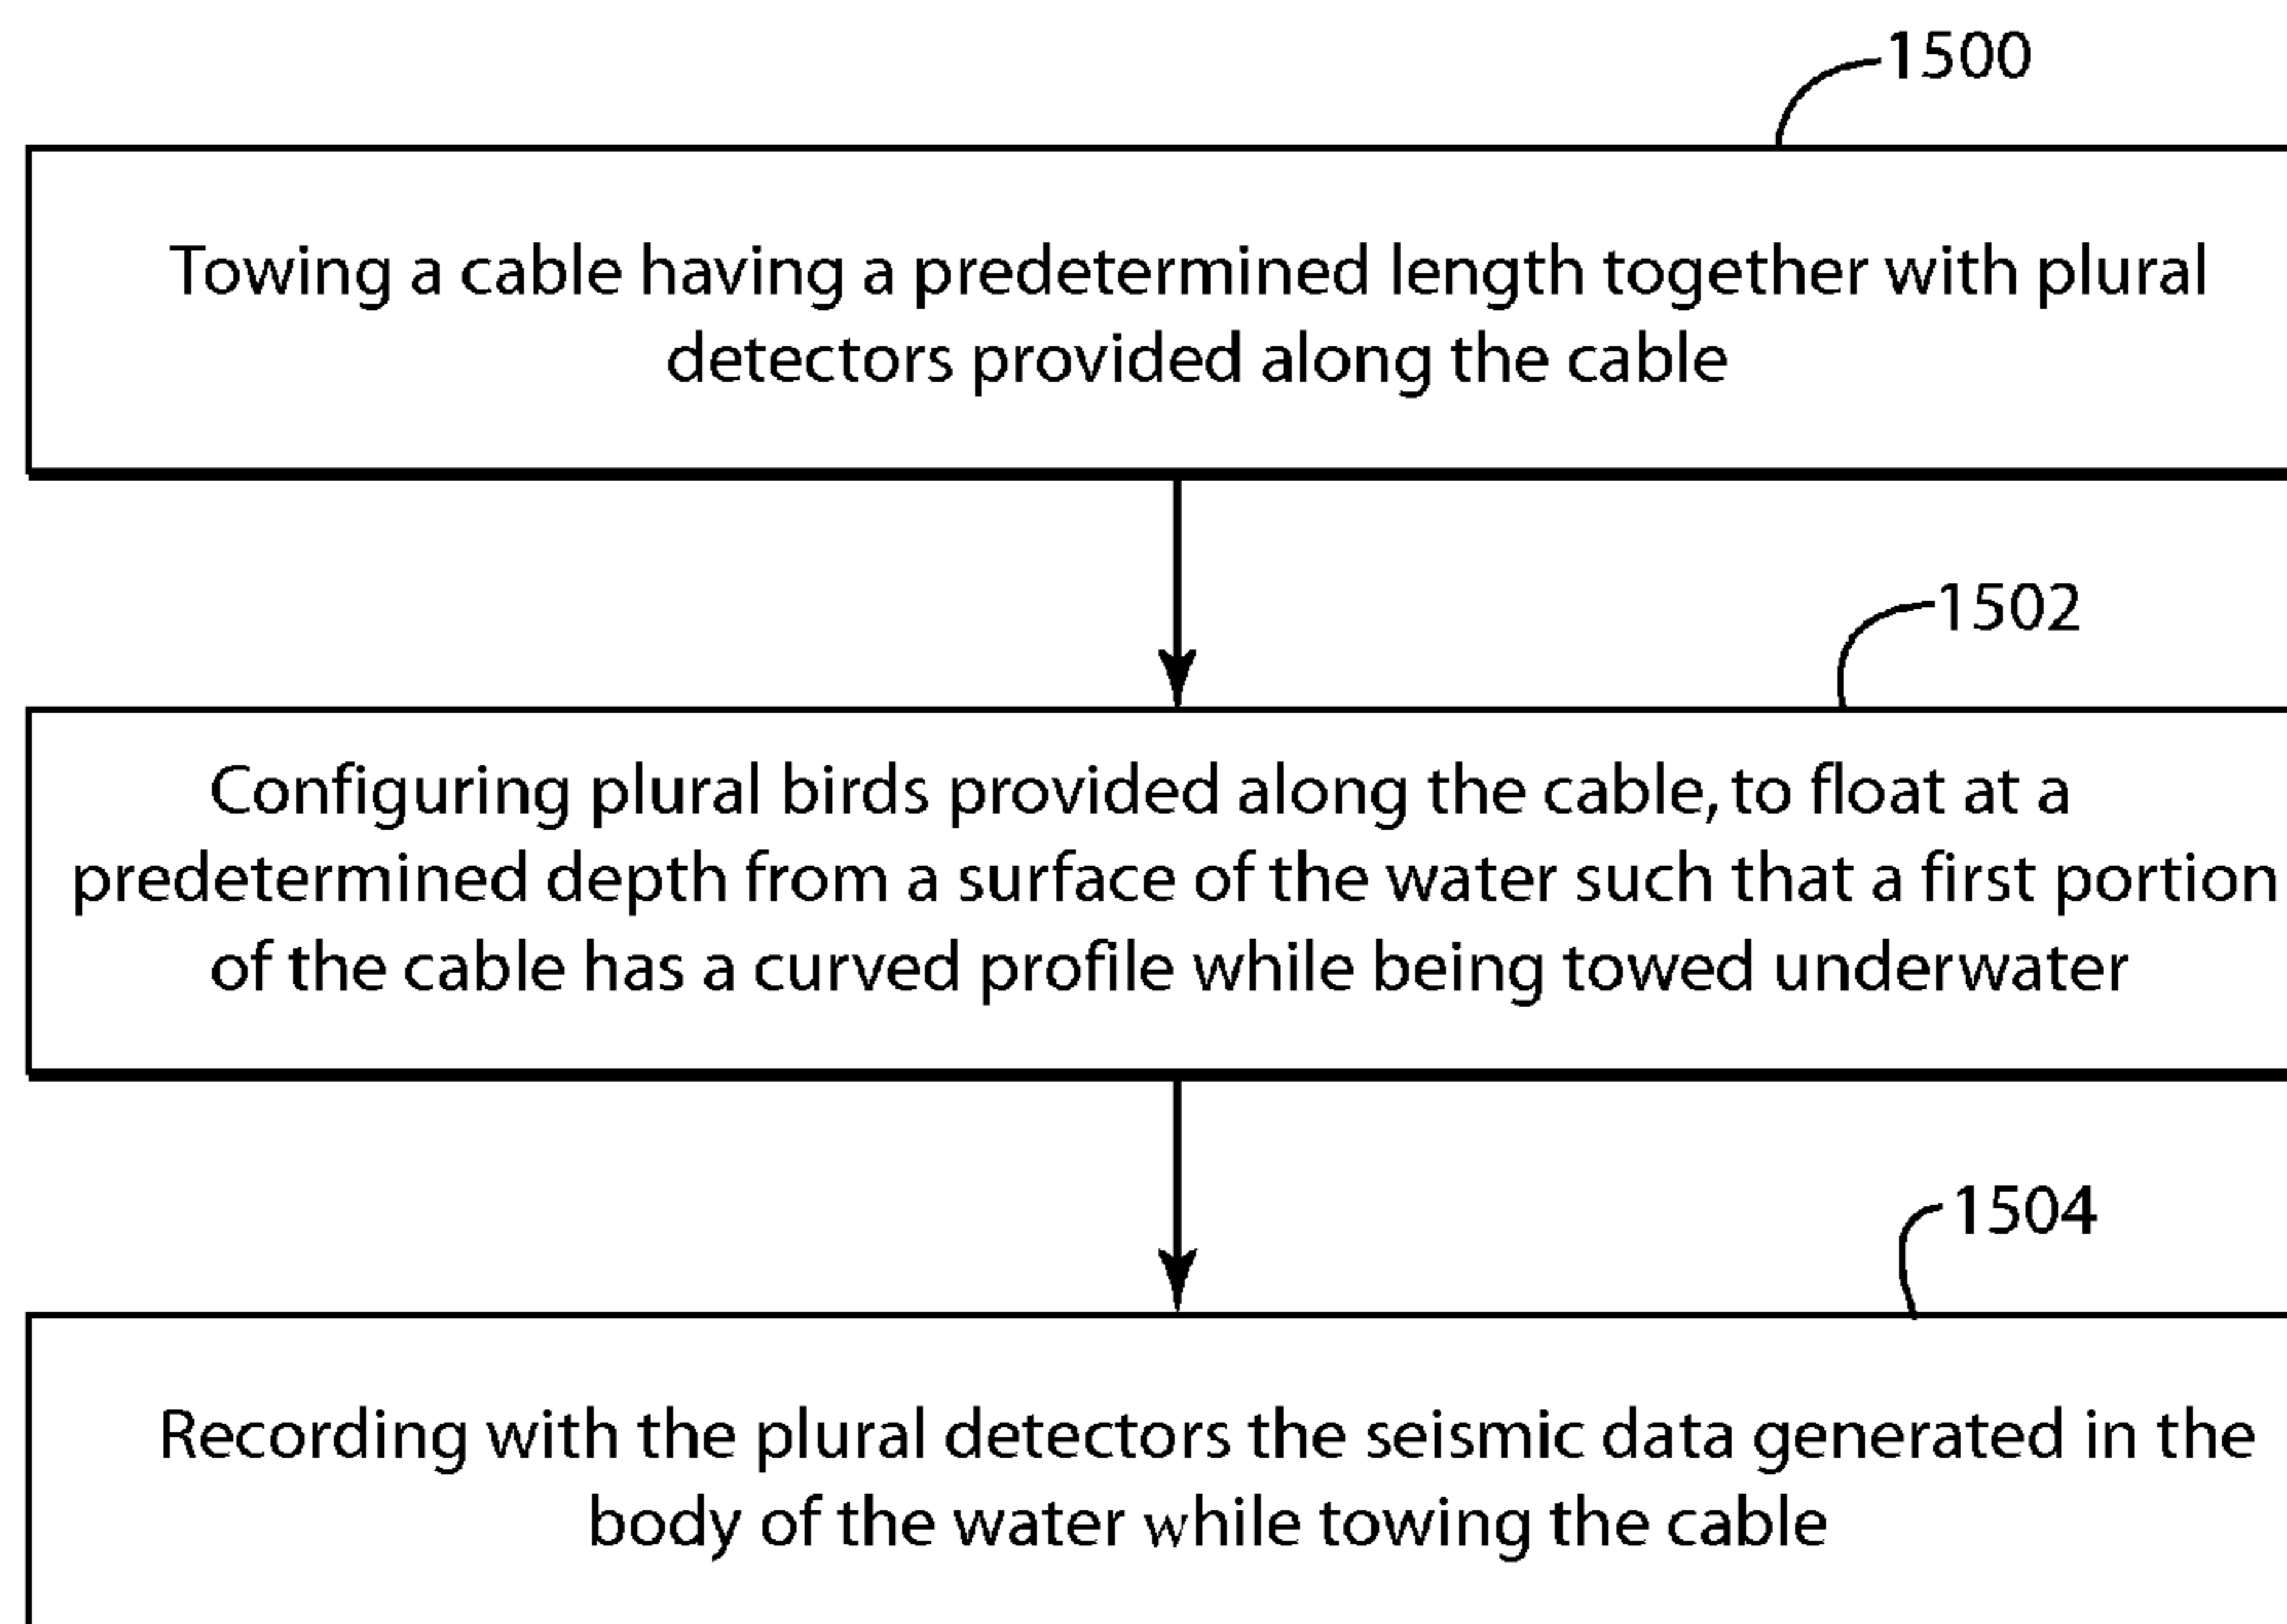 1500
Towing a cable having a predetermined length together with plural
detectors provided along the cable
1502
Configuring plural birds provided along the cable, to float at a
predetermined depth from a surface of the water such that a first portion
of the cable has a curved profile while being towed underwater
1504
Recording with the plural detectors the seismic data generated in the
body of the water while towing the cable